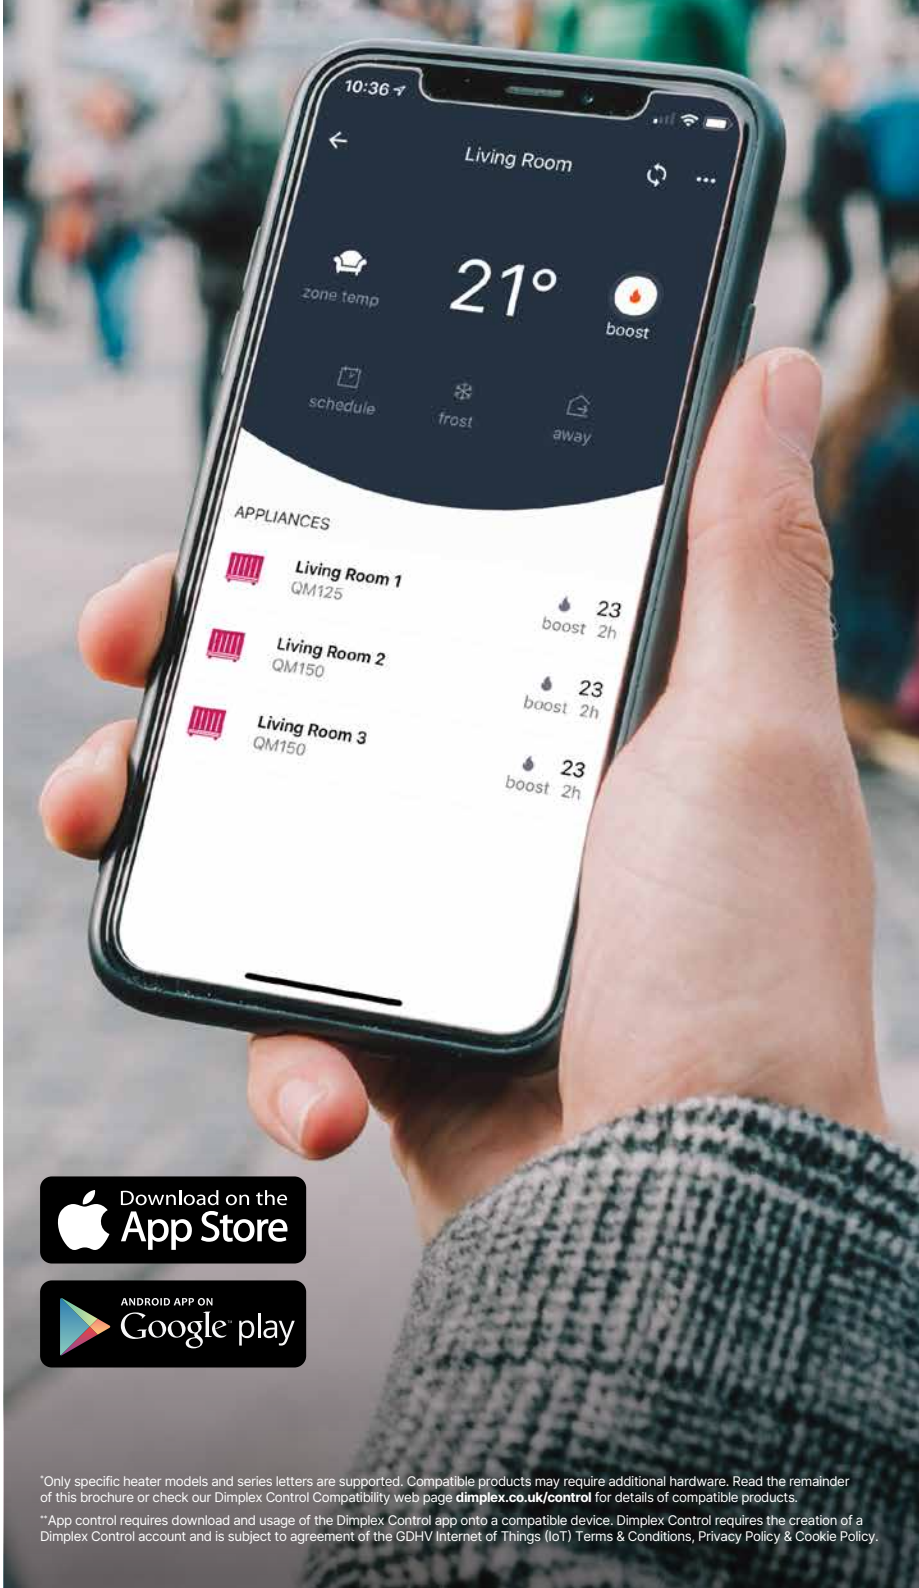 10:36
Living Room
zone temp
21°
boost
schedule
frost
away
APPLIANCES
Living Room 1
QM125
23
boost 2h
Living Room 2
QM150
23
boost 2h
Living Room 3
QM150
23
boost 2h
Download on the
App Store
ANDROID APP ON
Google play
*Only specific heater models and series letters are supported. Compatible products may require additional hardware. Read the remainder
of this brochure or check our Dimplex Control Compatibility web page dimplex.co.uk/control for details of compatible products.
**App control requires download and usage of the Dimplex Control app onto a compatible device. Dimplex Control requires the creation of a
Dimplex Control account and is subject to agreement of the GDHV Internet of Things (IoT) Terms & Conditions, Privacy Policy & Cookie Policy.